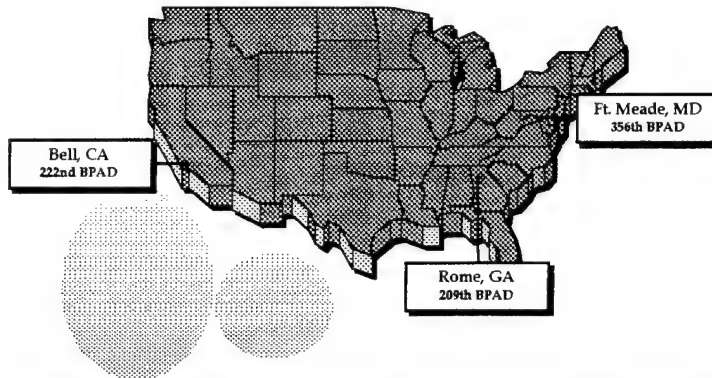 Ft. Meade, MD
356th BPAD
Bell, CA
222nd BPAD
Rome, GA
209th BPAD